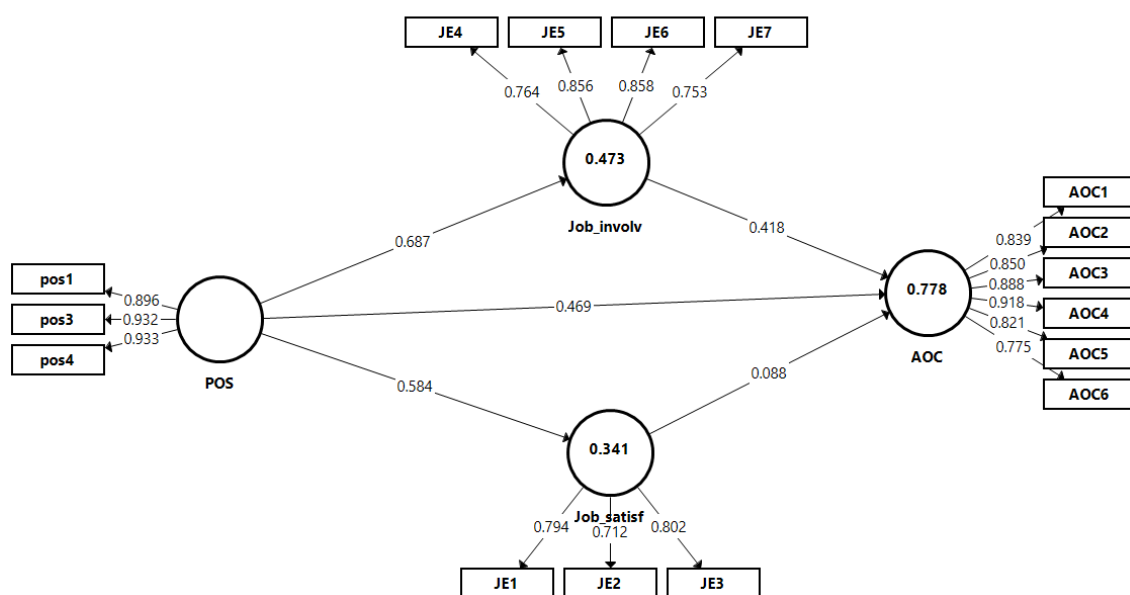 JE4 JE5 JE6 JE7
0.764 0.856 0.858 0.753
0.473
Job_involv
0.687
0.418
pos1
pos3
pos4
0.896
0.932
0.933
POS
0.469
0.584
0.088
0.778
AOC
0.839
0.850
0.888
0.918
0.821
0.775
AOC1
AOC2
AOC3
AOC4
AOC5
AOC6
0.341
Job_satisf
0.794 0.712 0.802
JE1 JE2 JE3